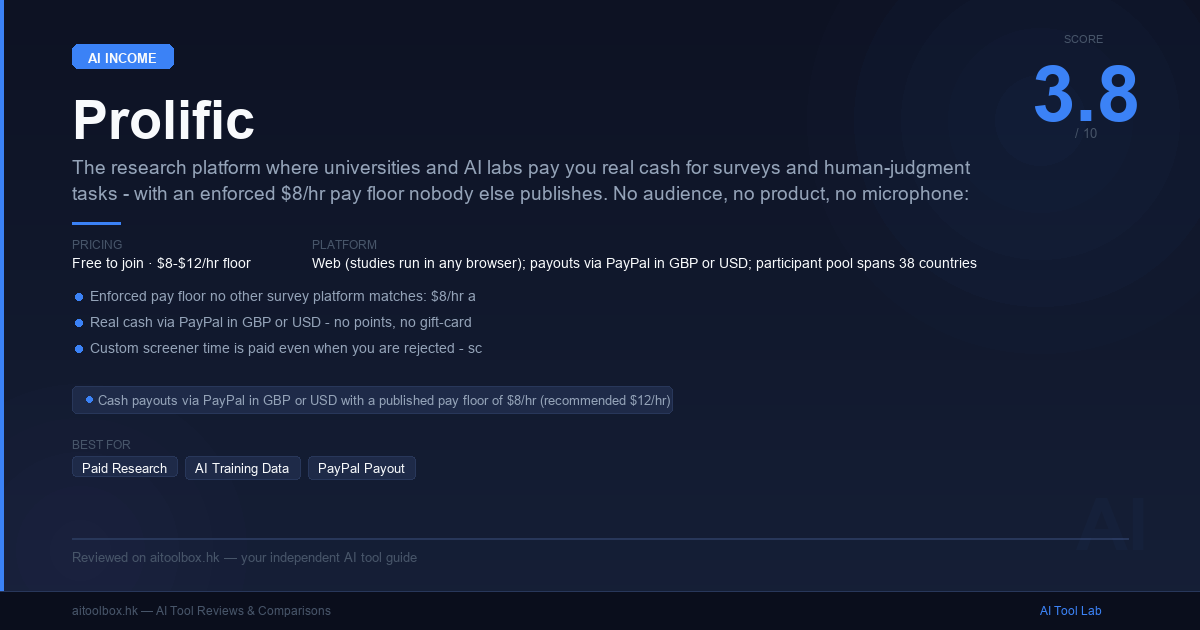 AI INCOME
SCORE
3.8
/ 10
Prolific
The research platform where universities and AI labs pay you real cash for surveys and human-judgment
tasks - with an enforced $8/hr pay floor nobody else publishes. No audience, no product, no microphone:
PRICING
Free to join · $8-$12/hr floor
PLATFORM
Web (studies run in any browser); payouts via PayPal in GBP or USD; participant pool spans 38 countries
Enforced pay floor no other survey platform matches: $8/hr a
Real cash via PayPal in GBP or USD - no points, no gift-card
Custom screener time is paid even when you are rejected - sc
Cash payouts via PayPal in GBP or USD with a published pay floor of $8/hr (recommended $12/hr)
BEST FOR
Paid Research
AI Training Data
PayPal Payout
AI
Reviewed on aitoolbox.hk — your independent AI tool guide
aitoolbox.hk — AI Tool Reviews & Comparisons
AI Tool Lab